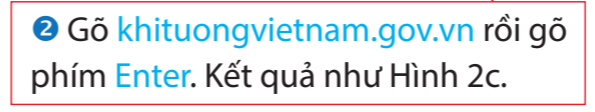 ❷ Gõ khituongvietnam.gov.vn rồi gõ
phím Enter. Kết quả như Hình 2c.